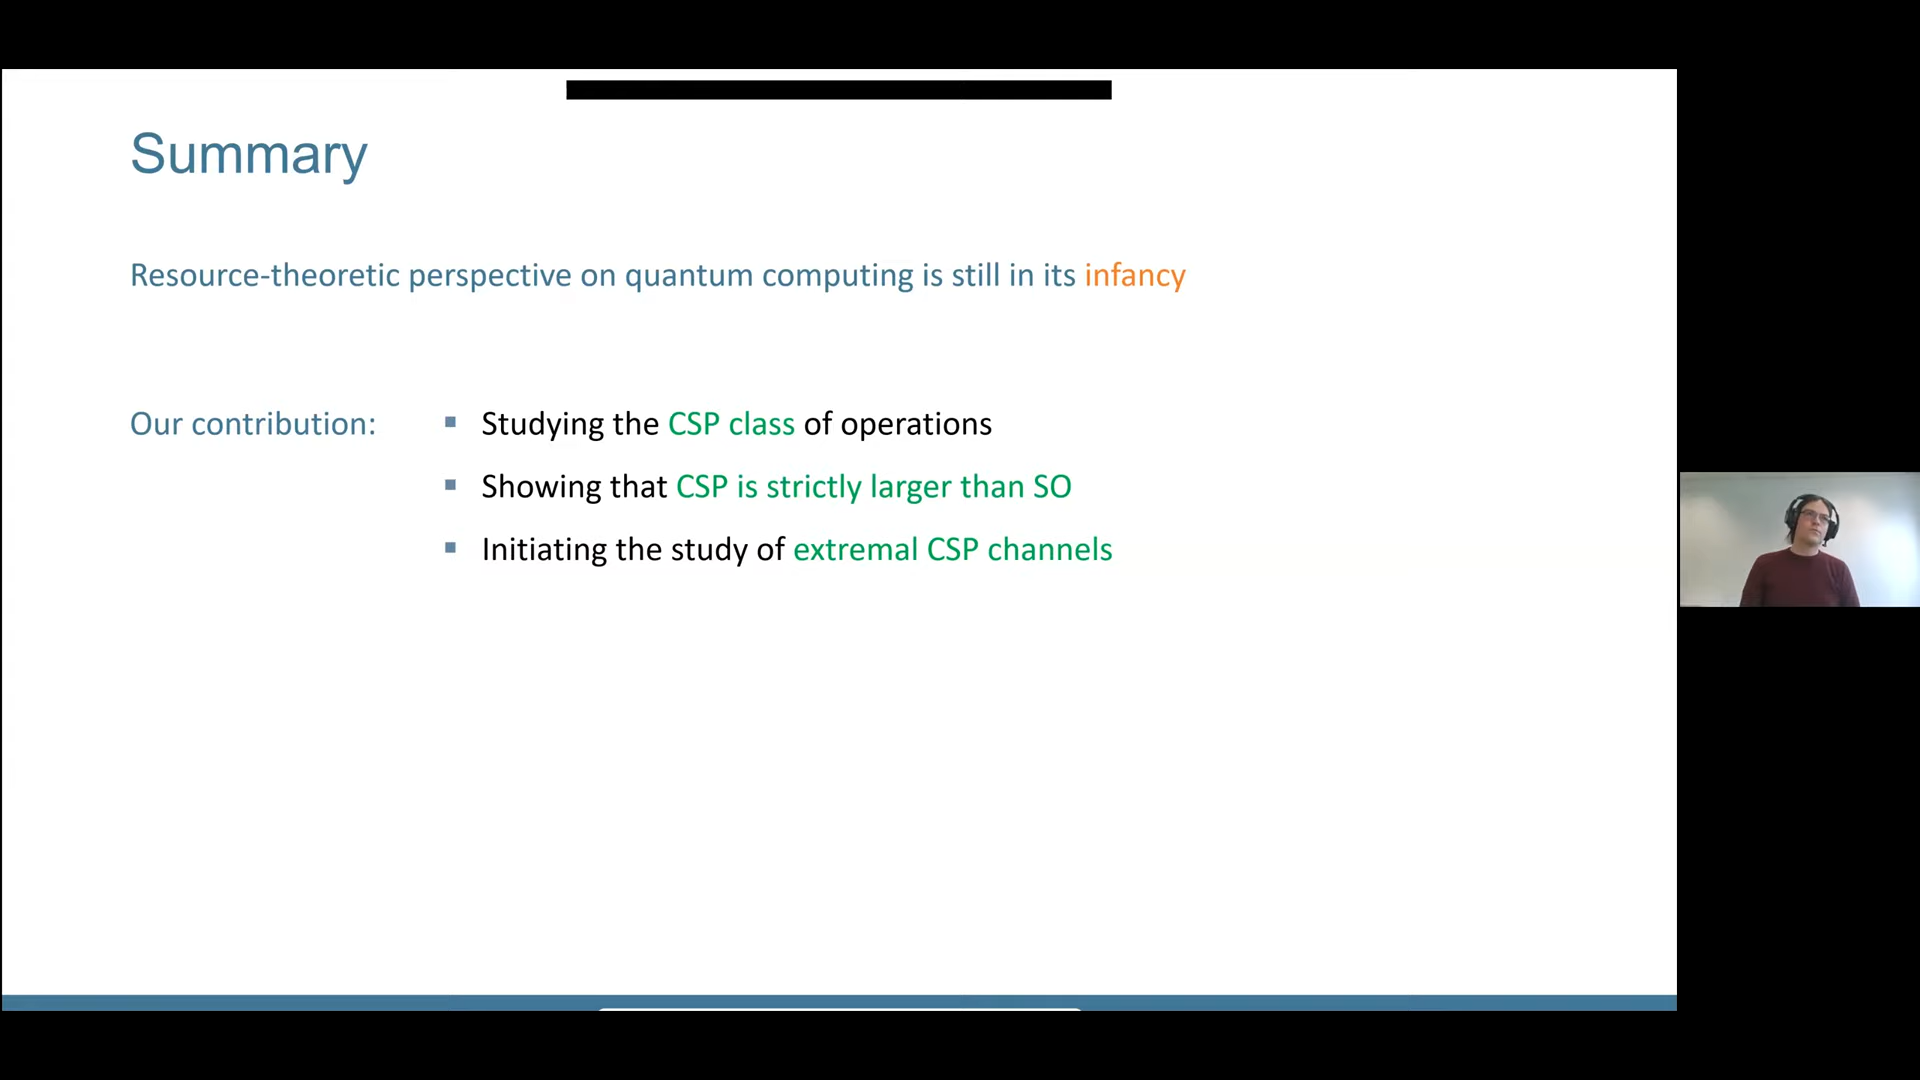 Summary
Resource-theoretic perspective on quantum computing is still in its infancy
Our contribution:
▪ Studying the CSP class of operations
▪ Showing that CSP is strictly larger than SO
▪ Initiating the study of extremal CSP channels